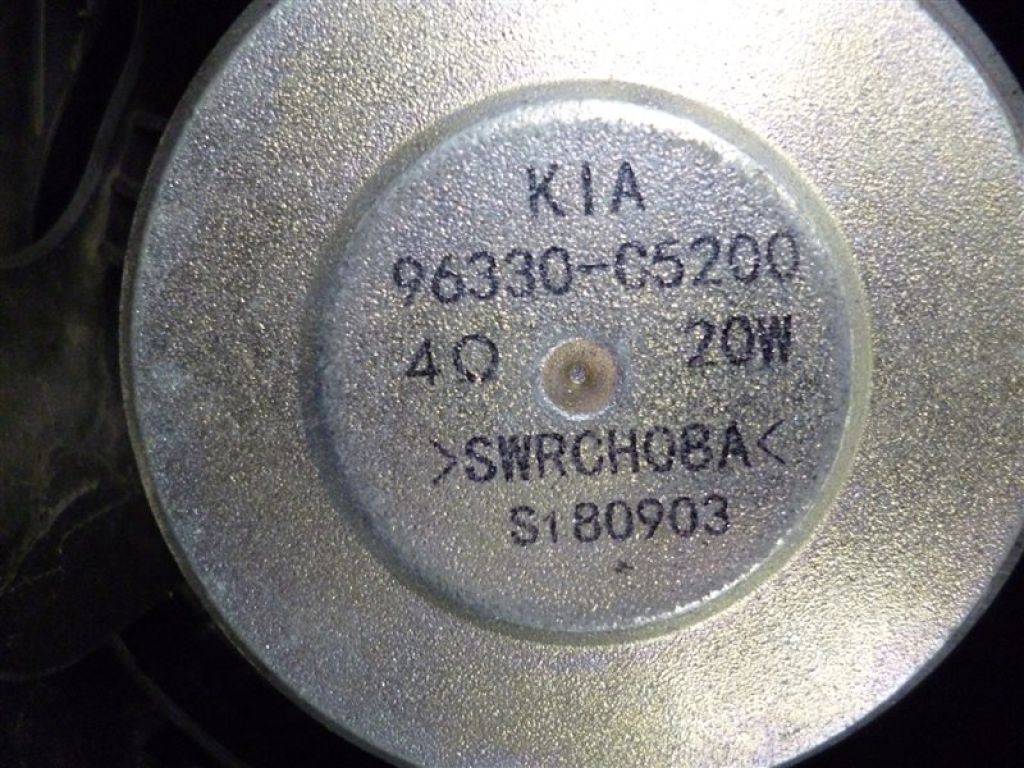 KIA
96330-C5200
4Ω 20W
>SWRCH08A<
S180903